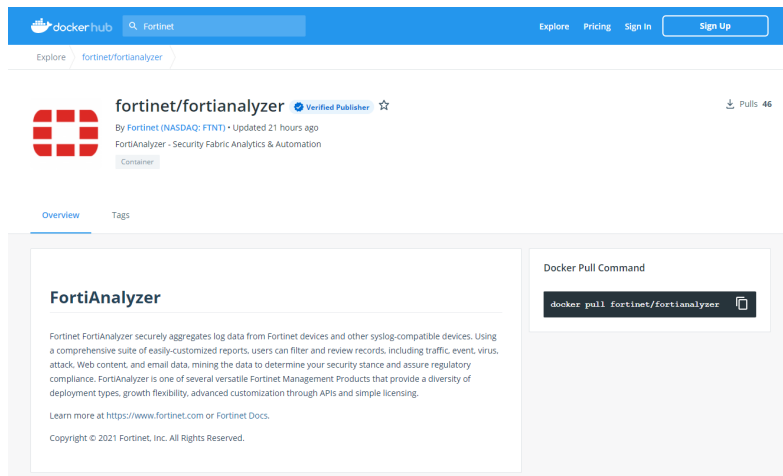 dockerhub
Fortinet
Explore Pricing Sign In Sign Up
Explore fortinet/fortianalyzer
fortinet/fortianalyzer Verified Publisher
Pulls 46
By Fortinet (NASDAQ: FTNT) • Updated 21 hours ago
FortiAnalyzer - Security Fabric Analytics & Automation
Container
Overview Tags
FortiAnalyzer
Fortinet FortiAnalyzer securely aggregates log data from Fortinet devices and other syslog-compatible devices. Using
a comprehensive suite of easily-customized reports, users can filter and review records, including traffic, event, virus,
attack, Web content, and email data, mining the data to determine your security stance and assure regulatory
compliance. FortiAnalyzer is one of several versatile Fortinet Management Products that provide a diversity of
deployment types, growth flexibility, advanced customization through APIs and simple licensing.
Learn more at https://www.fortinet.com or Fortinet Docs.
Copyright © 2021 Fortinet, Inc. All Rights Reserved.
Docker Pull Command
docker pull fortinet/fortianalyzer